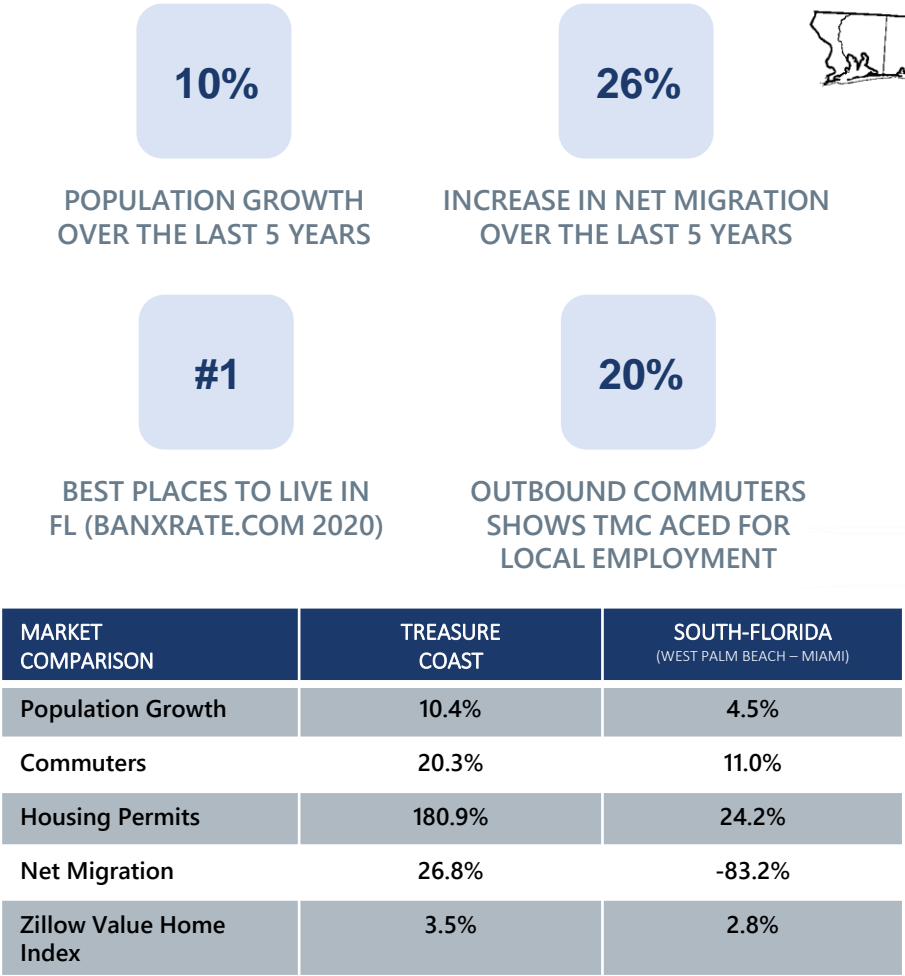 10%
26%
POPULATION GROWTH
OVER THE LAST 5 YEARS
INCREASE IN NET MIGRATION
OVER THE LAST 5 YEARS
#1
20%
BEST PLACES TO LIVE IN
FL (BANXRATE.COM 2020)
OUTBOUND COMMUTERS
SHOWS TMC ACED FOR
LOCAL EMPLOYMENT
MARKET
COMPARISON
TREASURE
COAST
SOUTH-FLORIDA
(WEST PALM BEACH – MIAMI)
Population Growth 10.4% 4.5%
Commuters 20.3% 11.0%
Housing Permits 180.9% 24.2%
Net Migration 26.8% -83.2%
Zillow Value Home 3.5% 2.8%
Index